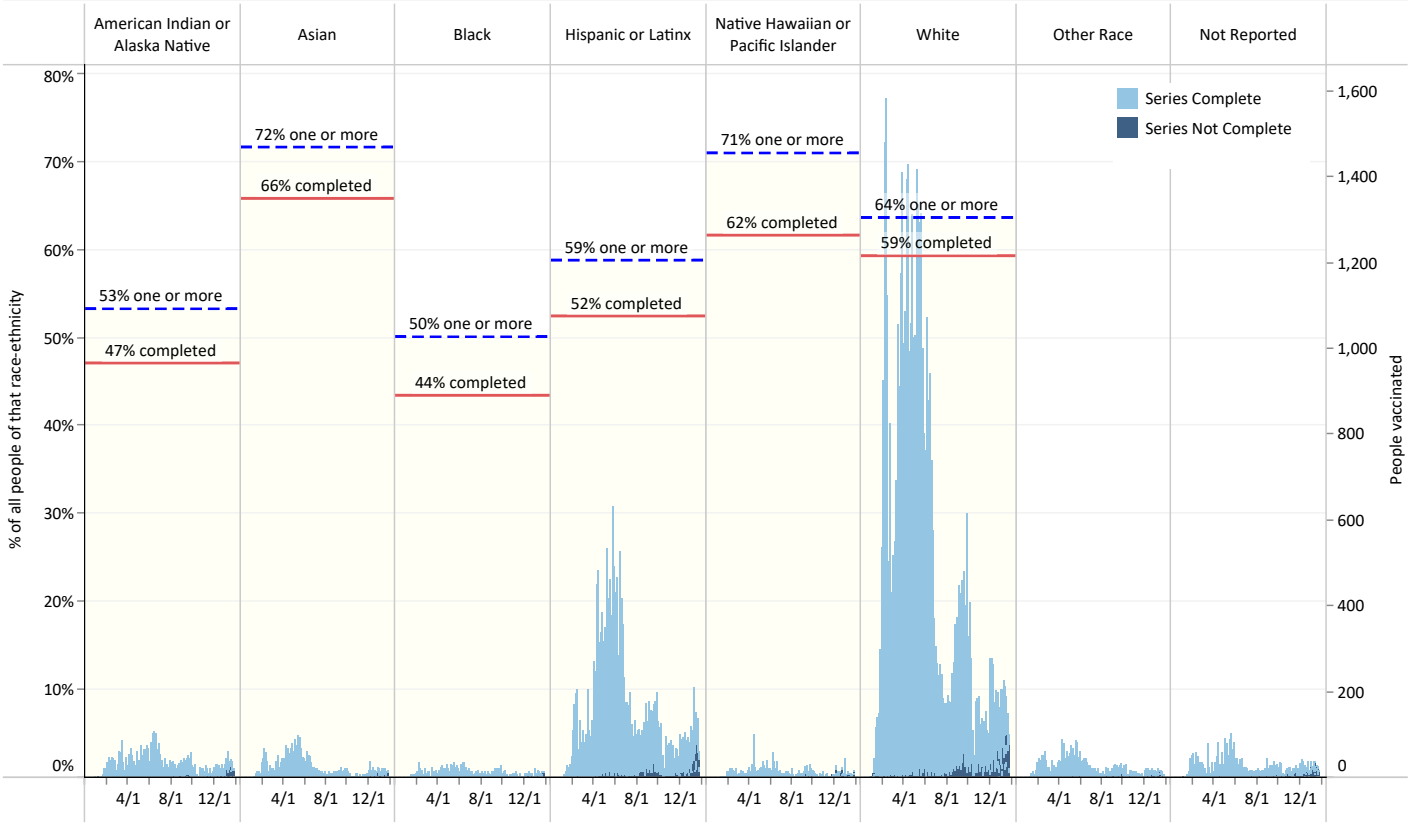 American Indian or
Alaska Native
Asian
Black
Hispanic or Latinx
Native Hawaiian or
Pacific Islander
White
Other Race
Not Reported
80%
70%
60%
50%
40%
30%
20%
10%
0%
% of all people of that race-ethnicity
53% one or more
47% completed
72% one or more
66% completed
50% one or more
44% completed
59% one or more
52% completed
71% one or more
62% completed
64% one or more
59% completed
Series Complete
Series Not Complete
1,600
1,400
1,200
1,000
800
600
400
200
0
People vaccinated
4/1 8/1 12/1
4/1 8/1 12/1
4/1 8/1 12/1
4/1 8/1 12/1
4/1 8/1 12/1
4/1 8/1 12/1
4/1 8/1 12/1
4/1 8/1 12/1